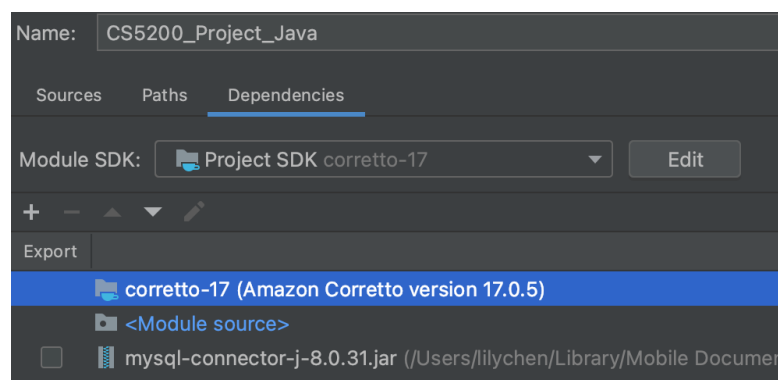 Name: CS5200_Project_Java
Sources Paths Dependencies
Module SDK: Project SDK corretto-17 Edit
Export
corretto-17 (Amazon Corretto version 17.0.5)
<Module source>
mysql-connector-j-8.0.31.jar (/Users/lilychen/Library/Mobile Documen